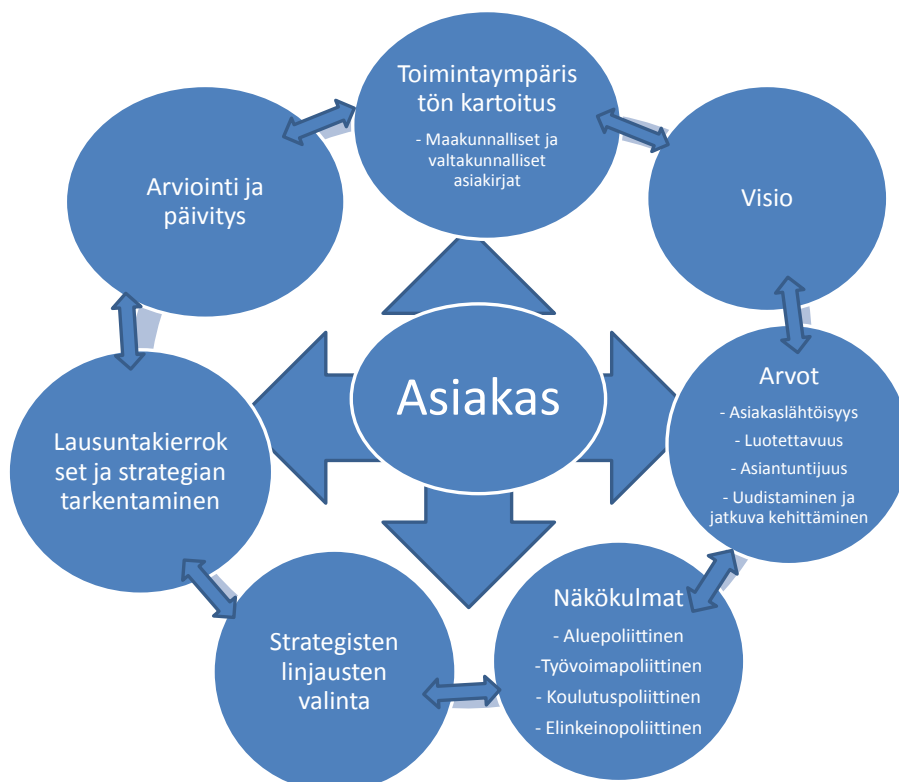 Toimintaympäris
tön kartoitus
- Maakunnalliset ja
valtakunnalliset
asiakirjat
Visio
Arvot
- Asiakaslähtöisyys
- Luotettavuus
- Asiantuntijuus
- Uudistaminen ja
jatkuva kehittäminen
Näkökulmat
- Aluepoliittinen
-Työvoimapoliittinen
- Koulutuspoliittinen
- Elinkeinopoliittinen
Strategisten
linjausten
valinta
Lausuntakierrok
set ja strategian
tarkentaminen
Arviointi ja
päivitys
Asiakas